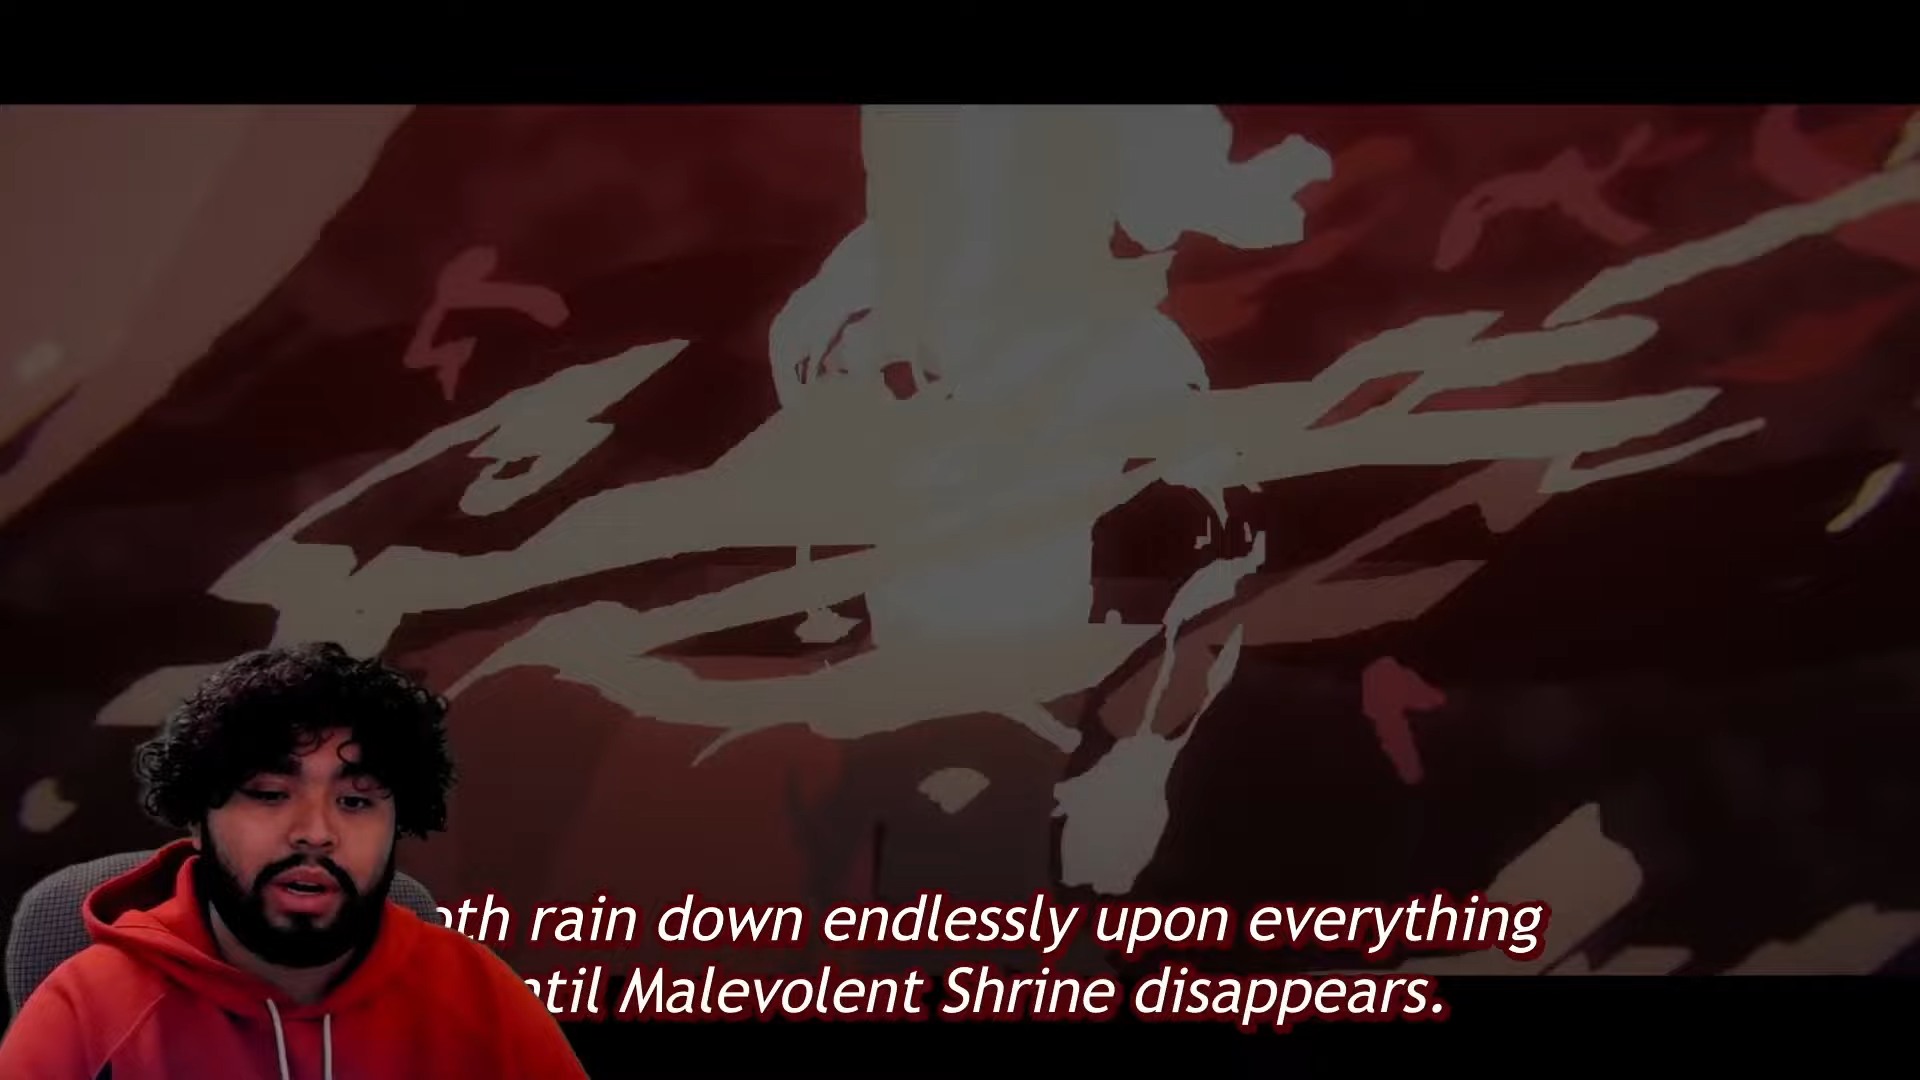 rain down endlessly upon everything
Malevolent Shrine disappears.